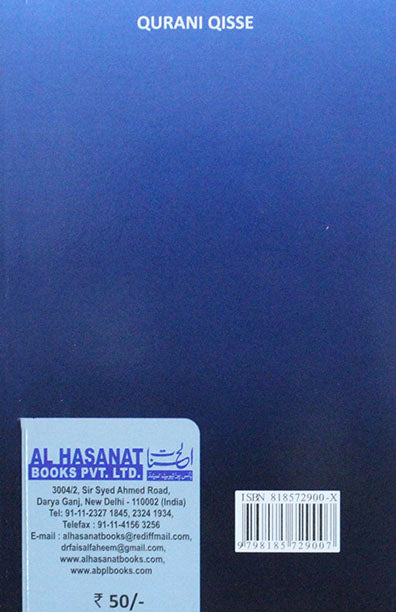 QURANI QISSE
AL HASANAT
BOOKS PVT. LTD.
الحسنات
3004/2, Sir Syed Ahmed Road,
Darya Ganj, New Delhi - 110002 (India)
Tel: 91-11-2327 1845, 2324 1934,
Telefax : 91-11-4156 3256
E-mail : alhasanatbooks@rediffmail.com,
drfaisalfaheem@gmail.com,
www.alhasanatbooks.com,
www.abplbooks.com
₹ 50/-
ISBN 818572900-X
9798185729007